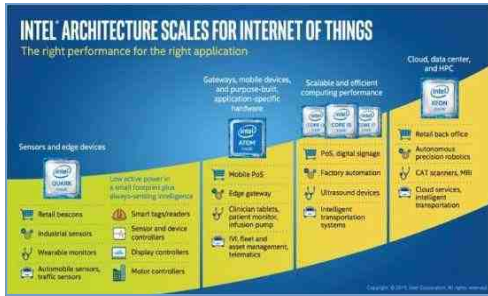 INTEL® ARCHITECTURE SCALES FOR INTERNET OF THINGS
The right performance for the right application
Sensors and edge devices
intel
QUARK
Low active power in
a small footprint plus
always-sensing intelligence
Retail beacons
Industrial sensors
Wearable monitors
Automobile sensors,
traffic sensors
Smart tags/readers
Sensor and device
controllers
Display controllers
Motor controllers
Gateways, mobile devices,
and purpose-built,
application-specific
hardware
intel
ATOM
Mobile PoS
Edge gateway
Clinician tablets,
patient monitor,
infusion pump
IVI, fleet and
asset management,
telematics
Scalable and efficient
computing performance
intel
CORE i5
PoS, digital signage
Factory automation
Ultrasound devices
Intelligent
transportation
systems
Cloud, data center,
and HPC
intel
XEON
Retail back office
Autonomous
precision robotics
CAT scanners, MRI
Cloud services,
intelligent
transportation
Intel Corporation. All rights reserved.